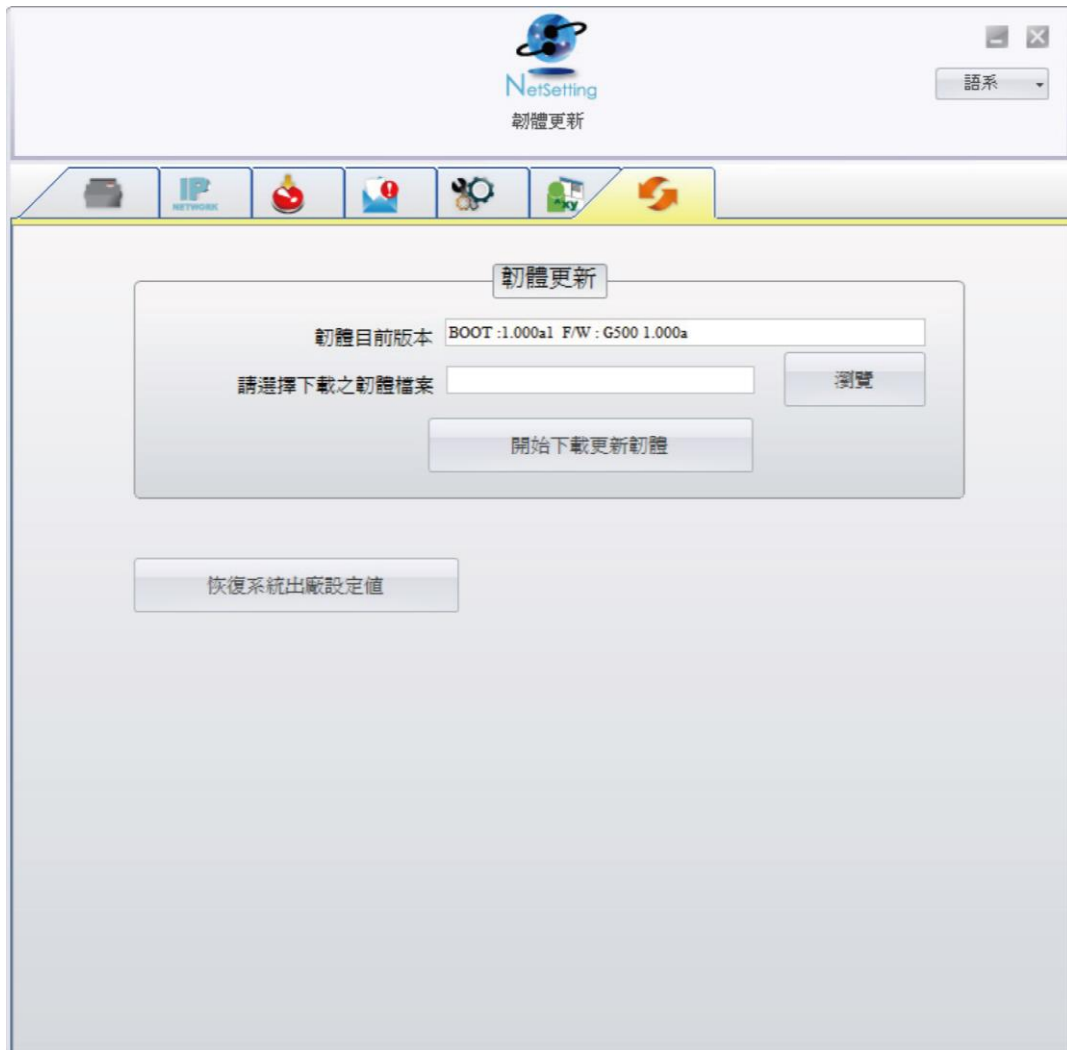 NetSetting
語系
韌體更新
IP
NETWORK
xy
韌體更新
韌體目前版本 BOOT :1.000a1 F/W : G500 1.000a
請選擇下載之韌體檔案 瀏覽
開始下載更新韌體
恢復系統出廠設定值